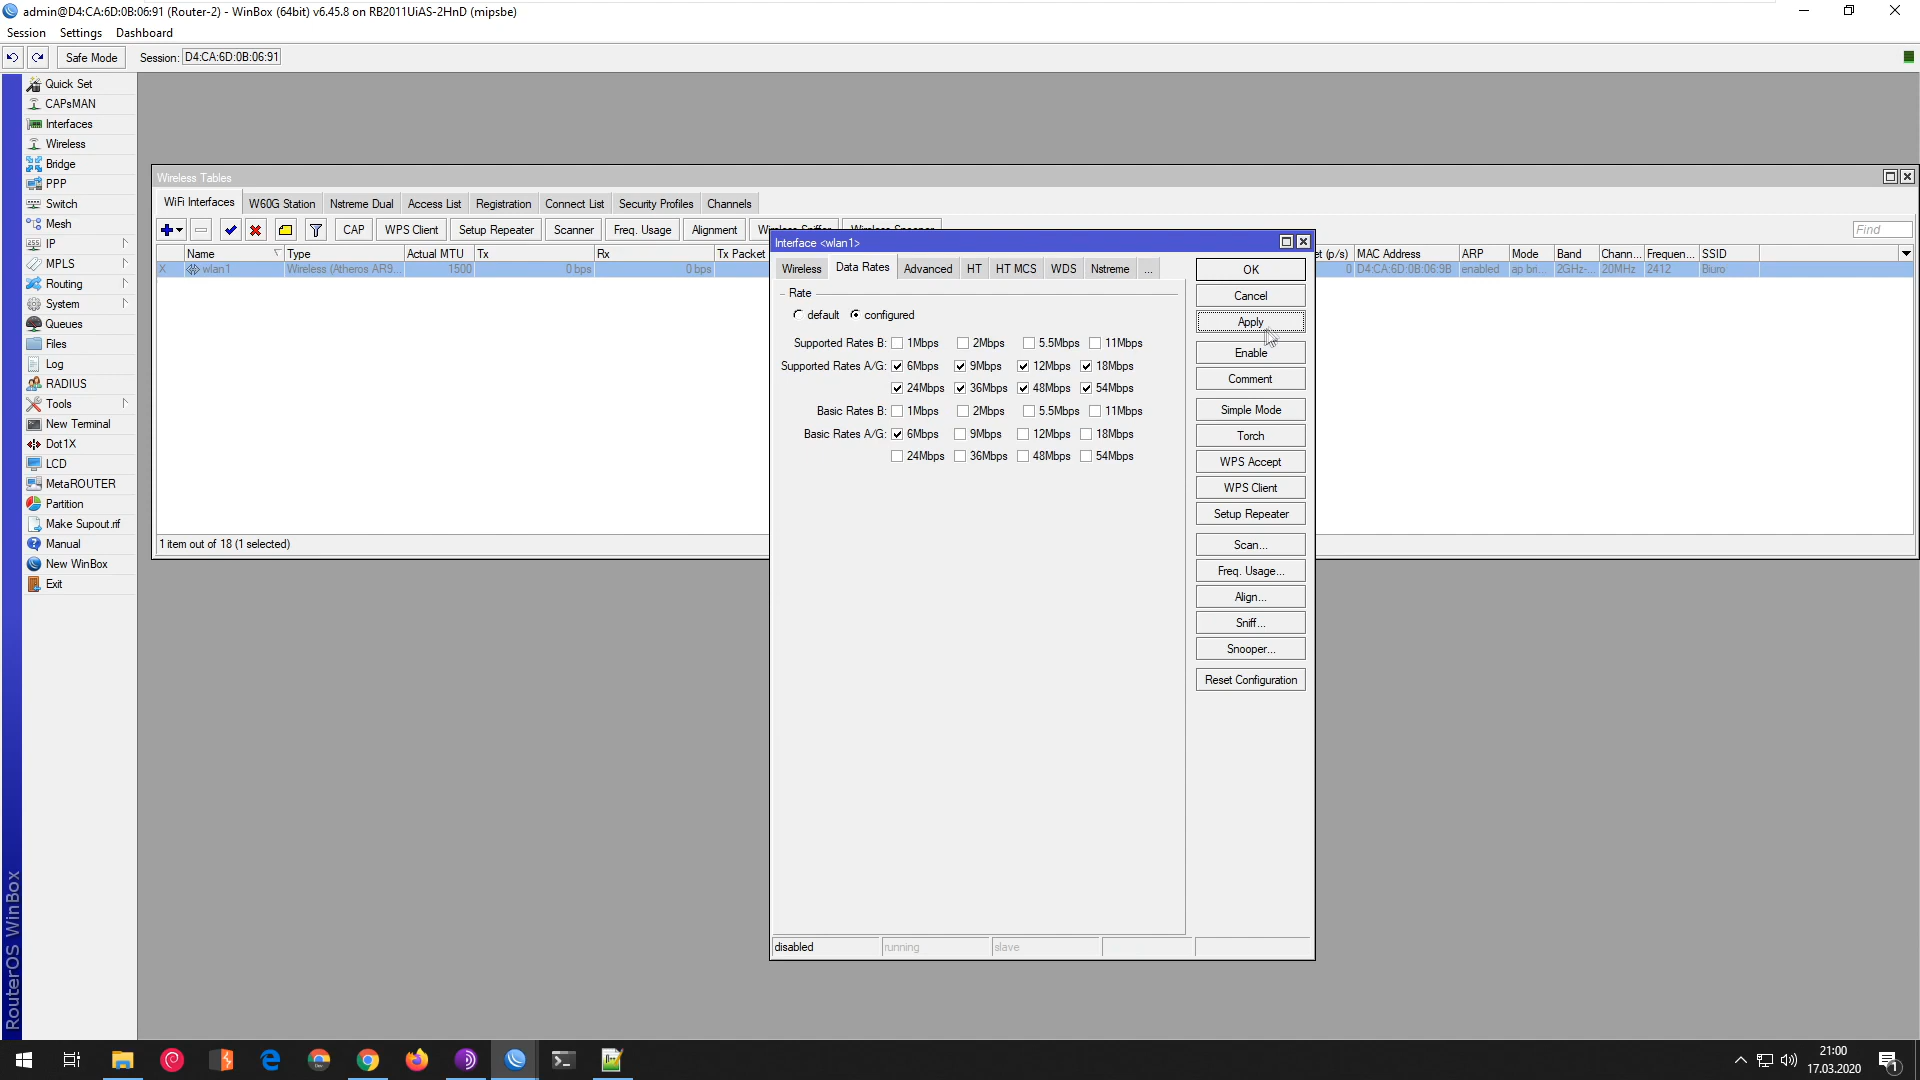 admin@D4:CA:6D:0B:06:91 (Router-2) - WinBox (64bit) v6.45.8 on RB2011UiAS-2HnD (mipsbe)
Session Settings Dashboard
Safe Mode Session: D4:CA:6D:0B:06:91
Quick Set
CAPsMAN
Interfaces
Wireless
Bridge
PPP
Switch
Mesh
IP
MPLS
Routing
System
Queues
Files
Log
RADIUS
Tools
New Terminal
Dot1X
LCD
MetaROUTER
Partition
Make Supout.rif
Manual
New WinBox
Exit
RouterOS WinBox
Wireless Tables
WiFi Interfaces W60G Station Nstreme Dual Access List Registration Connect List Security Profiles Channels
CAP WPS Client Setup Repeater Scanner Freq. Usage Alignment Wireless Sniffer Wireless Snooper Find
Name Type Actual MTU Tx Rx Tx Packet et (p/s) MAC Address ARP Mode Band Chann... Frequen... SSID
X wlan1 Wireless (Atheros AR9... 1500 0 bps 0 bps 0 D4:CA:6D:0B:06:9B enabled ap bri... 2GHz-... 20MHz 2412 Biuro
1 item out of 18 (1 selected)
Interface <wlan1>
Wireless Data Rates Advanced HT HT MCS WDS Nstreme ...
Rate
default configured
Supported Rates B: 1Mbps 2Mbps 5.5Mbps 11Mbps
Supported Rates A/G: 6Mbps 9Mbps 12Mbps 18Mbps
24Mbps 36Mbps 48Mbps 54Mbps
Basic Rates B: 1Mbps 2Mbps 5.5Mbps 11Mbps
Basic Rates A/G: 6Mbps 9Mbps 12Mbps 18Mbps
24Mbps 36Mbps 48Mbps 54Mbps
OK
Cancel
Apply
Enable
Comment
Simple Mode
Torch
WPS Accept
WPS Client
Setup Repeater
Scan...
Freq. Usage...
Align...
Sniff...
Snooper...
Reset Configuration
disabled running slave
21:00
17.03.2020
1